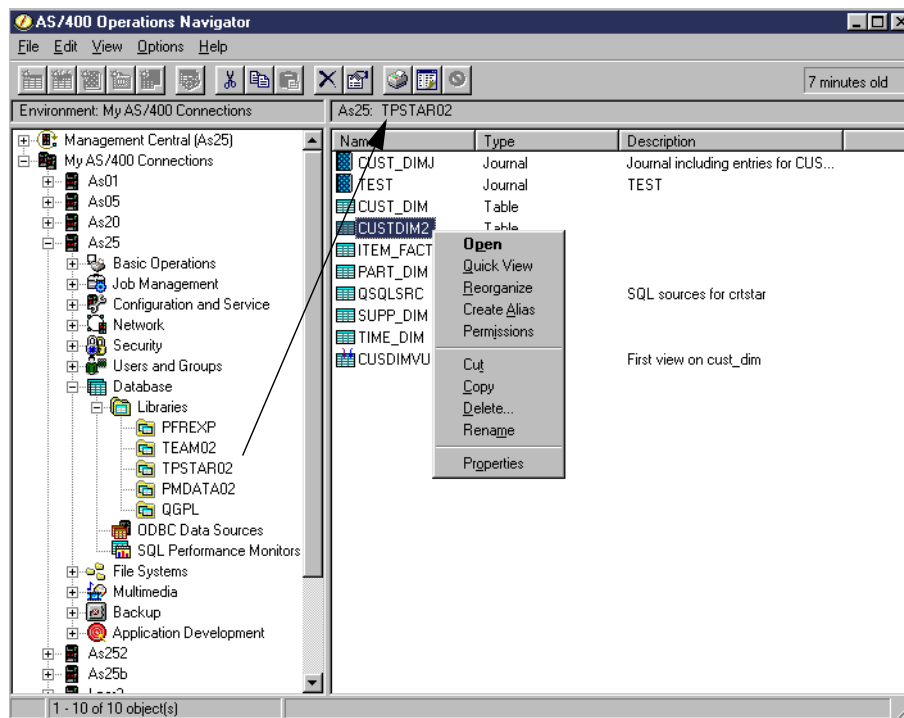 AS/400 Operations Navigator
File Edit View Options Help
7 minutes old
Environment: My AS/400 Connections
As25: TPSTAR02
Management Central (As25)
My AS/400 Connections
As01
As05
As20
As25
Basic Operations
Job Management
Configuration and Service
Network
Security
Users and Groups
Database
Libraries
PFREXP
TEAM02
TPSTAR02
PMDATA02
QGPL
ODBC Data Sources
SQL Performance Monitors
File Systems
Multimedia
Backup
Application Development
As252
As25b
Name Type Description
CUST_DIMJ Journal Journal including entries for CUS...
TEST Journal TEST
CUST_DIM Table
CUSTDIM2 Table
ITEM_FACT
PART_DIM
QSQLSRC SQL sources for crtstar
SUPP_DIM
TIME_DIM
CUSDIMVU First view on cust_dim
Open
Quick View
Reorganize
Create Alias
Permissions
Cut
Copy
Delete...
Rename
Properties
1 - 10 of 10 object(s)